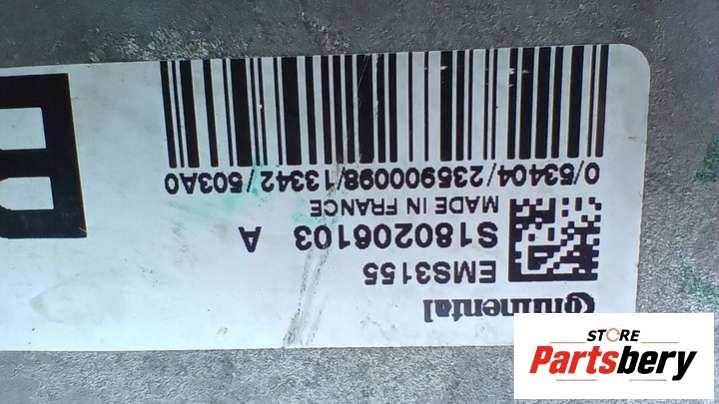 Continental
EMS3155
S180206103 A
MADE IN FRANCE
0/53404/235900098/13342/503A0
STORE
Partsbery